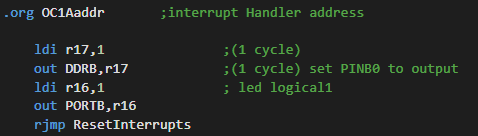 .org OC1Aaddr ;interrupt Handler address
ldi r17,1 ;(1 cycle)
out DDRB,r17 ;(1 cycle) set PINB0 to output
ldi r16,1 ; led logical1
out PORTB,r16
rjmp ResetInterrupts